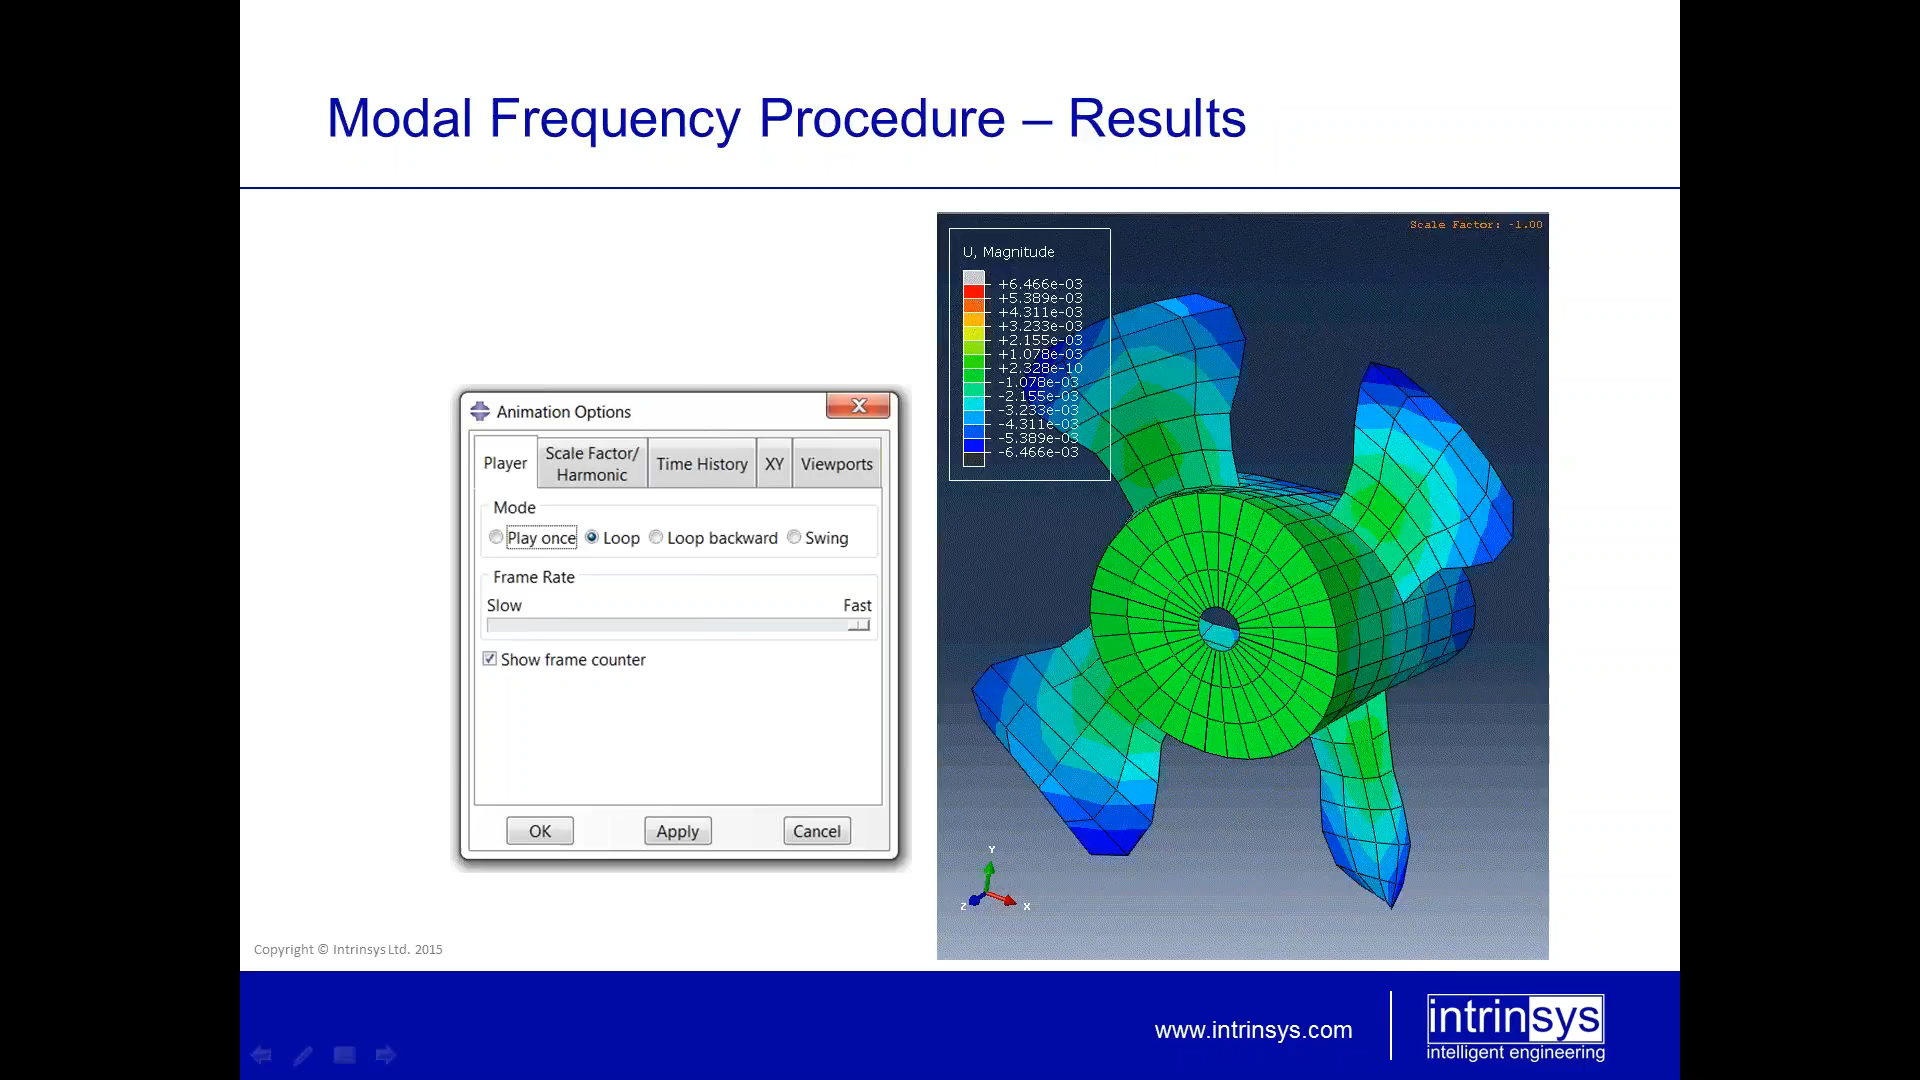 Modal Frequency Procedure – Results
Scale Factor: -1.00
U, Magnitude
+6.466e-03
+5.389e-03
+4.311e-03
+3.233e-03
+2.155e-03
+1.078e-03
+2.328e-10
-1.078e-03
-2.155e-03
-3.233e-03
-4.311e-03
-5.389e-03
-6.466e-03
Animation Options
Player
Scale Factor/
Harmonic
Time History
XY
Viewports
Mode
Play once Loop Loop backward Swing
Frame Rate
Slow Fast
Show frame counter
OK Apply Cancel
Y
Z X
Copyright © Intrinsys Ltd. 2015
www.intrinsys.com
intrinsys
intelligent engineering